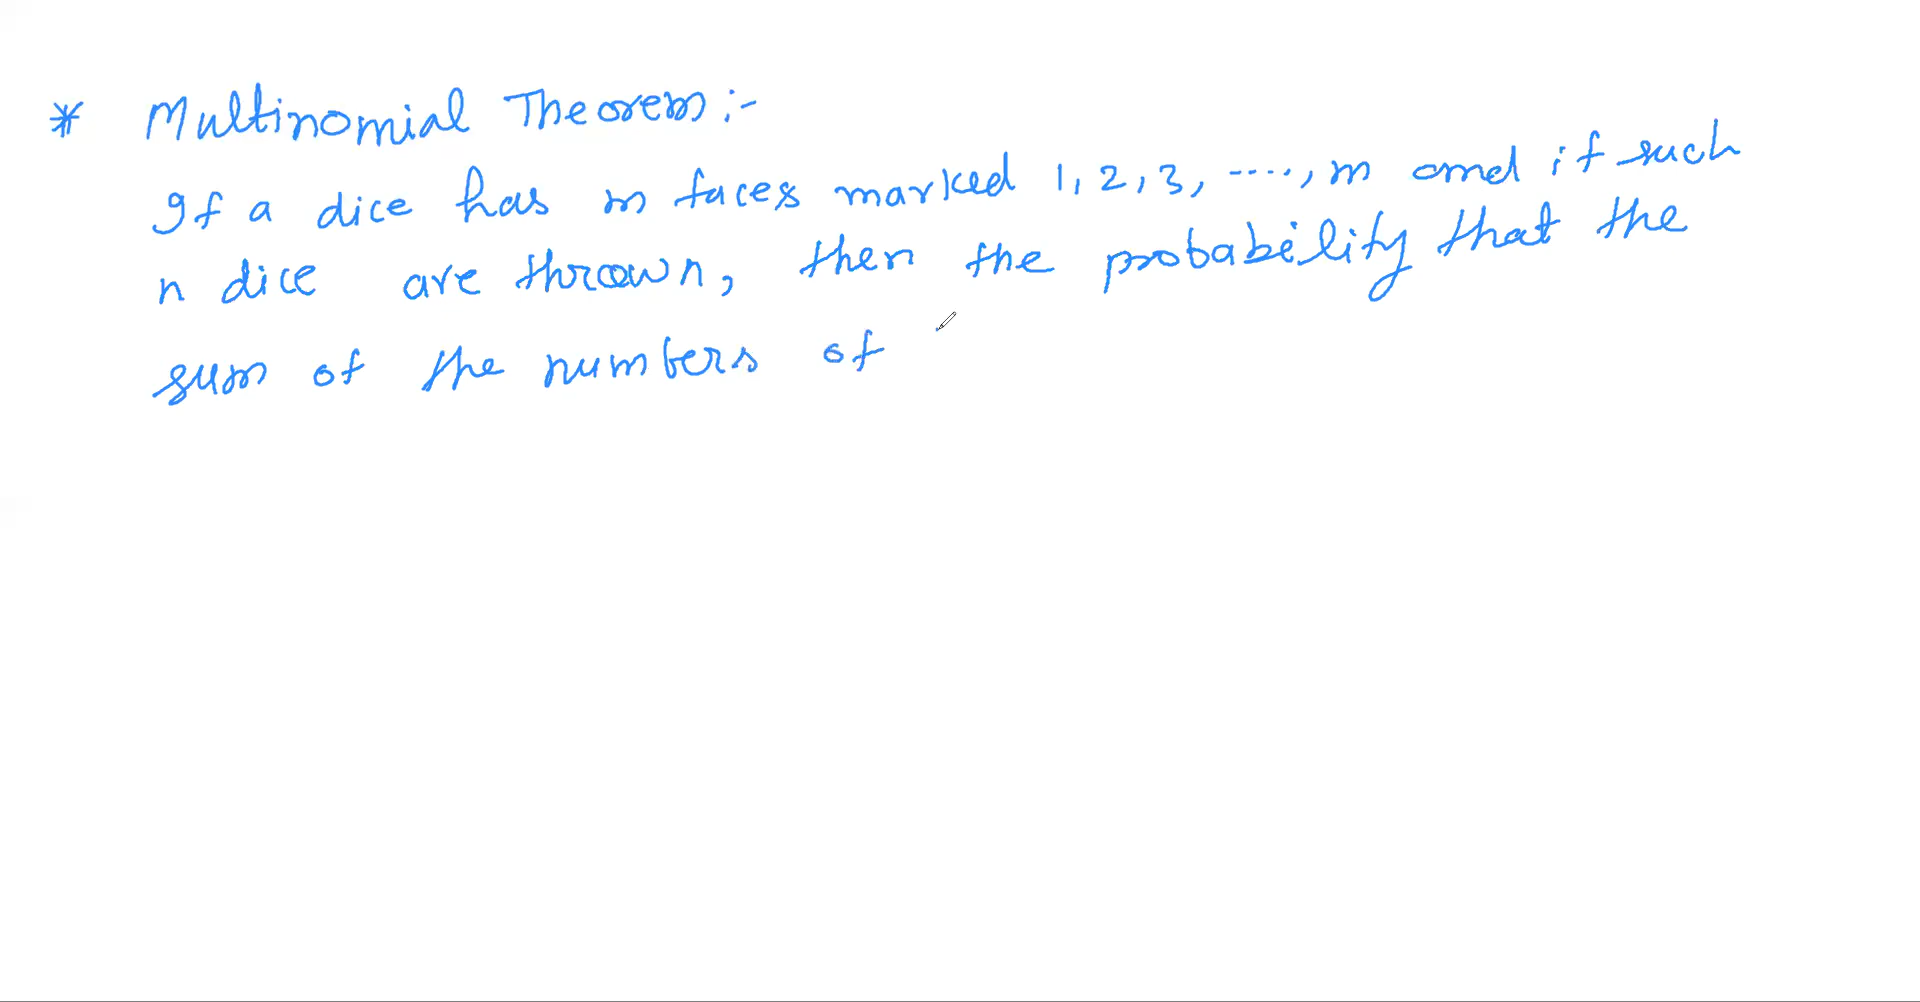 * Multinomial Theorem :-
If a dice has m faces marked 1, 2, 3, ...., m and if such
n dice are thrown, then the probability that the
sum of the numbers of